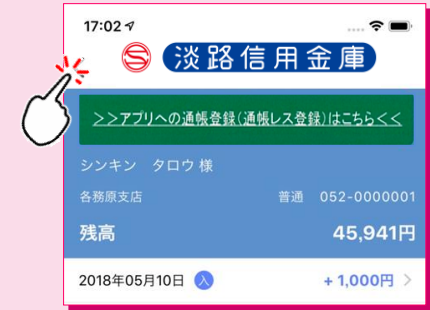 17:02
淡路信用金庫
>>アプリへの通帳登録(通帳レス登録)はこちら<<
シンキン タロウ 様
各務原支店 普通 052-0000001
残高 45,941円
2018年05月10日 入 +1,000円 >